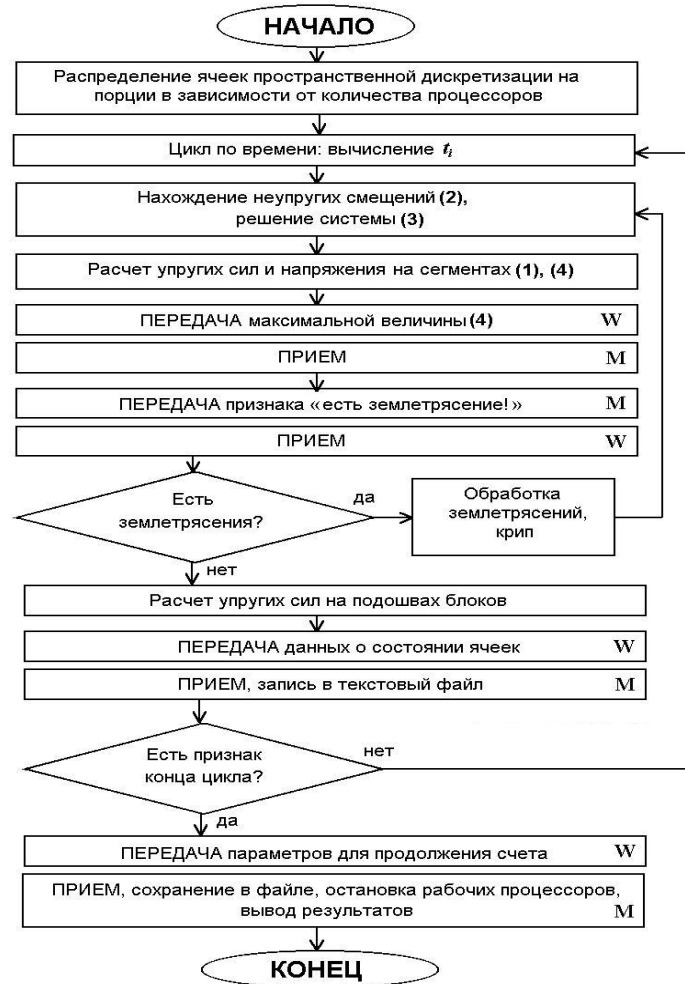 НАЧАЛО
Распределение ячеек пространственной дискретизации на
порции в зависимости от количества процессоров
Цикл по времени: вычисление tᵢ
Нахождение неупругих смещений (2),
решение системы (3)
Расчет упругих сил и напряжения на сегментах (1), (4)
ПЕРЕДАЧА максимальной величины (4) W
ПРИЕМ M
ПЕРЕДАЧА признака «есть землетрясение!» M
ПРИЕМ W
Есть
землетрясения?
да
Обработка
землетрясений,
крип
нет
Расчет упругих сил на подошвах блоков
ПЕРЕДАЧА данных о состоянии ячеек W
ПРИЕМ, запись в текстовый файл M
Есть признак
конца цикла?
нет
да
ПЕРЕДАЧА параметров для продолжения счета W
ПРИЕМ, сохранение в файле, остановка рабочих процессоров,
вывод результатов M
КОНЕЦ